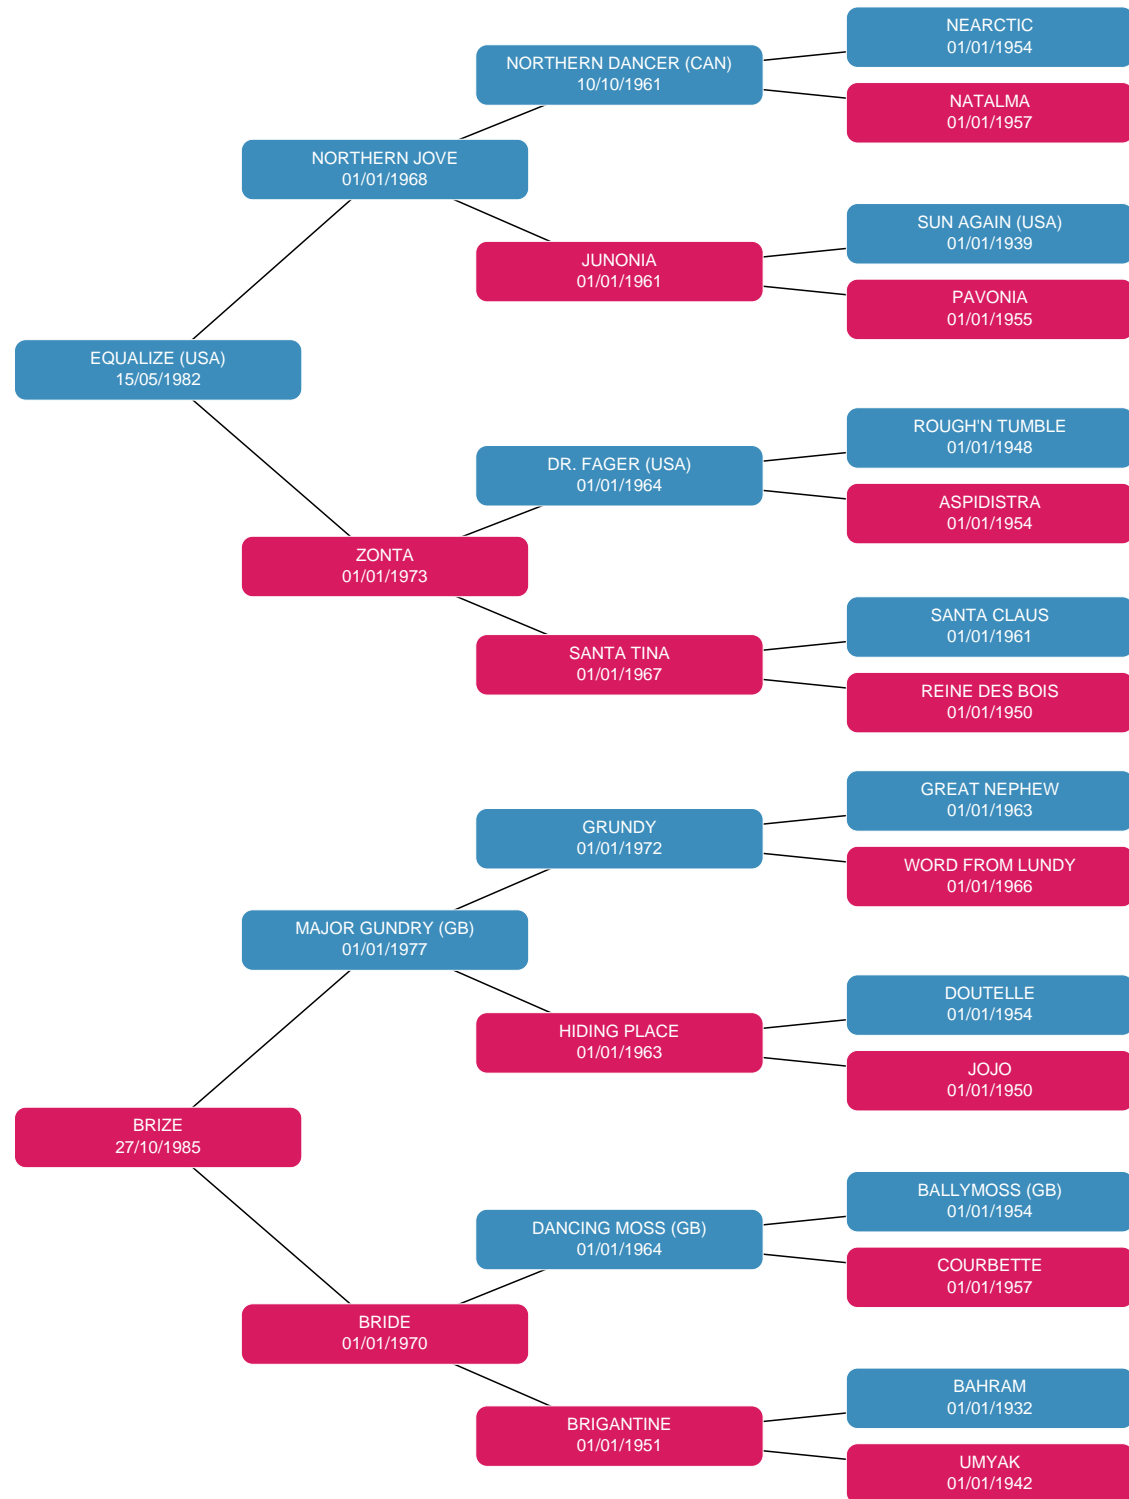 NEARCTIC
01/01/1954
NORTHERN DANCER (CAN)
10/10/1961
NATALMA
01/01/1957
NORTHERN JOVE
01/01/1968
SUN AGAIN (USA)
01/01/1939
JUNONIA
01/01/1961
PAVONIA
01/01/1955
EQUALIZE (USA)
15/05/1982
ROUGH'N TUMBLE
01/01/1948
DR. FAGER (USA)
01/01/1964
ASPIDISTRA
01/01/1954
ZONTA
01/01/1973
SANTA CLAUS
01/01/1961
SANTA TINA
01/01/1967
REINE DES BOIS
01/01/1950
GREAT NEPHEW
01/01/1963
GRUNDY
01/01/1972
WORD FROM LUNDY
01/01/1966
MAJOR GUNDRY (GB)
01/01/1977
DOUTELLE
01/01/1954
HIDING PLACE
01/01/1963
JOJO
01/01/1950
BRIZE
27/10/1985
BALLYMOSS (GB)
01/01/1954
DANCING MOSS (GB)
01/01/1964
COURBETTE
01/01/1957
BRIDE
01/01/1970
BAHRAM
01/01/1932
BRIGANTINE
01/01/1951
UMYAK
01/01/1942